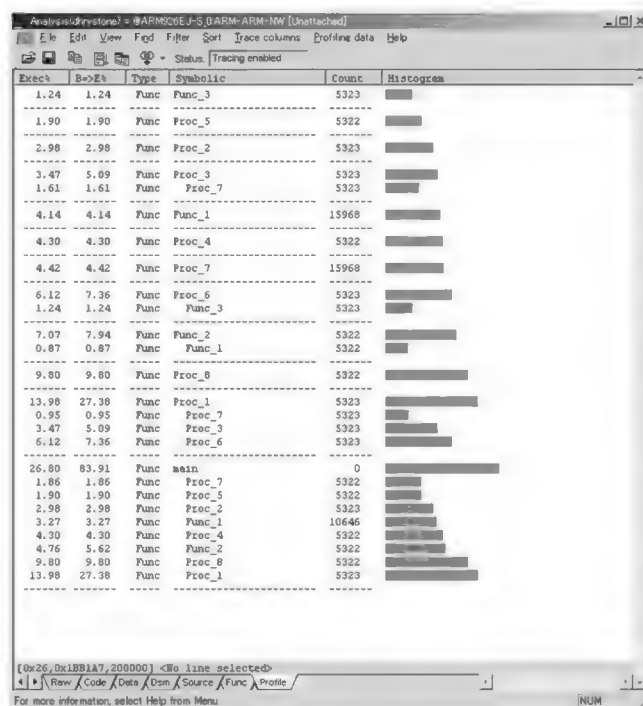 Analysis(dhrystone) = @ARM926EJ-S_0:ARM-ARM-NW [Unattached]
File Edit View Find Filter Sort Trace columns Profiling data Help
Status: Tracing enabled
Exec% B=>E% Type Symbolic Count Histogram
1.24 1.24 Func Func_3 5323
1.90 1.90 Func Proc_5 5322
2.98 2.98 Func Proc_2 5323
3.47 5.09 Func Proc_3 5323
1.61 1.61 Func Proc_7 5323
4.14 4.14 Func Func_1 15968
4.30 4.30 Func Proc_4 5322
4.42 4.42 Func Proc_7 15968
6.12 7.36 Func Proc_6 5323
1.24 1.24 Func Func_3 5323
7.07 7.94 Func Func_2 5322
0.87 0.87 Func Func_1 5322
9.80 9.80 Func Proc_8 5322
13.98 27.38 Func Proc_1 5323
0.95 0.95 Func Proc_7 5323
3.47 5.09 Func Proc_3 5323
6.12 7.36 Func Proc_6 5323
26.80 83.91 Func main 0
1.86 1.86 Func Proc_7 5322
1.90 1.90 Func Proc_5 5322
2.98 2.98 Func Proc_2 5323
3.27 3.27 Func Func_1 10646
4.30 4.30 Func Proc_4 5322
4.76 5.62 Func Func_2 5322
9.80 9.80 Func Proc_8 5322
13.98 27.38 Func Proc_1 5323
[0x26,0x1BB1A7,200000] <No line selected>
Raw Code Data Dsm Source Func Profile
For more information, select Help from Menu NUM